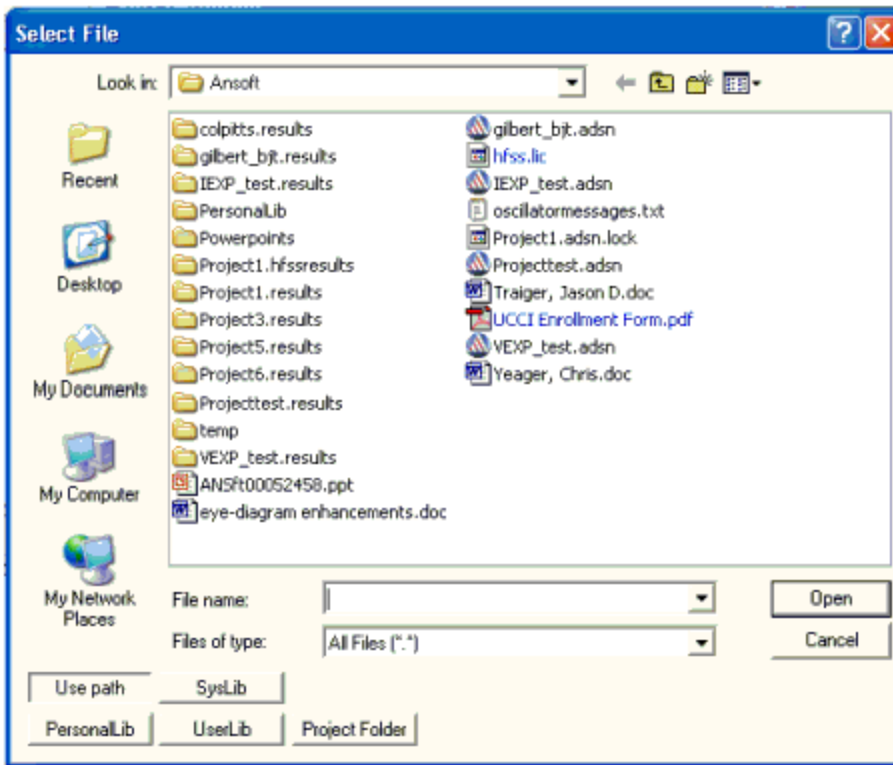 Select File
Look in:
Ansoft
Recent
Desktop
My Documents
My Computer
My Network
Places
colpitts.results
gilbert_bjt.results
IEXP_test.results
PersonalLib
Powerpoints
Project1.hfssresults
Project1.results
Project3.results
Project5.results
Project6.results
Projecttest.results
temp
VEXP_test.results
ANSft00052458.ppt
eye-diagram enhancements.doc
gilbert_bjt.adsn
hfss.lic
IEXP_test.adsn
oscillatormessages.txt
Project1.adsn.lock
Projecttest.adsn
Traiger, Jason D.doc
UCCI Enrollment Form.pdf
VEXP_test.adsn
Yeager, Chris.doc
File name:
Open
Files of type:
All Files (*.*)
Cancel
Use path
SysLib
PersonalLib
UserLib
Project Folder